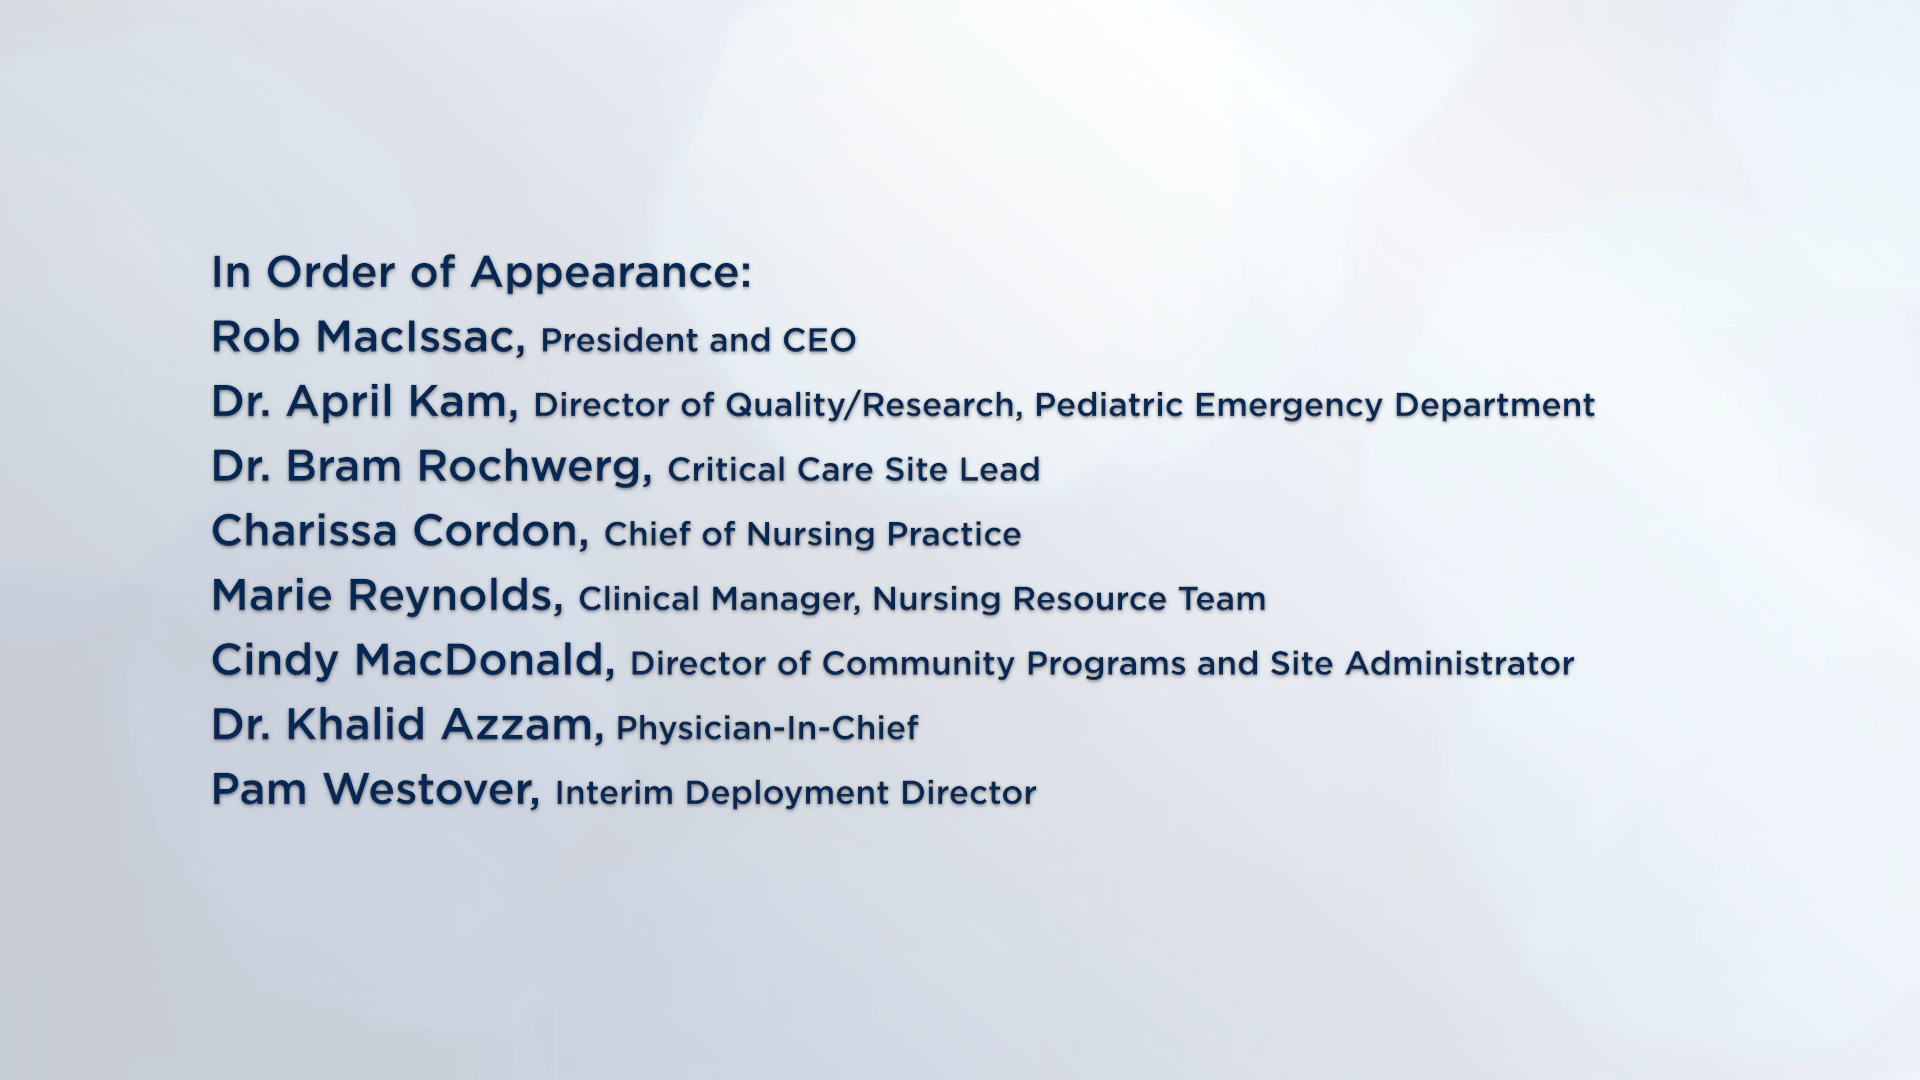 In Order of Appearance:
Rob MacIssac, President and CEO
Dr. April Kam, Director of Quality/Research, Pediatric Emergency Department
Dr. Bram Rochwerg, Critical Care Site Lead
Charissa Cordon, Chief of Nursing Practice
Marie Reynolds, Clinical Manager, Nursing Resource Team
Cindy MacDonald, Director of Community Programs and Site Administrator
Dr. Khalid Azzam, Physician-In-Chief
Pam Westover, Interim Deployment Director